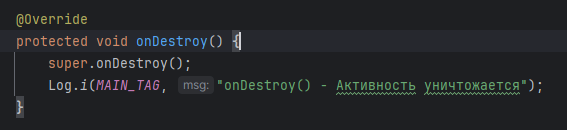 @Override
protected void onDestroy() {
    super.onDestroy();
    Log.i(MAIN_TAG, msg: "onDestroy() - Активность уничтожается");
}